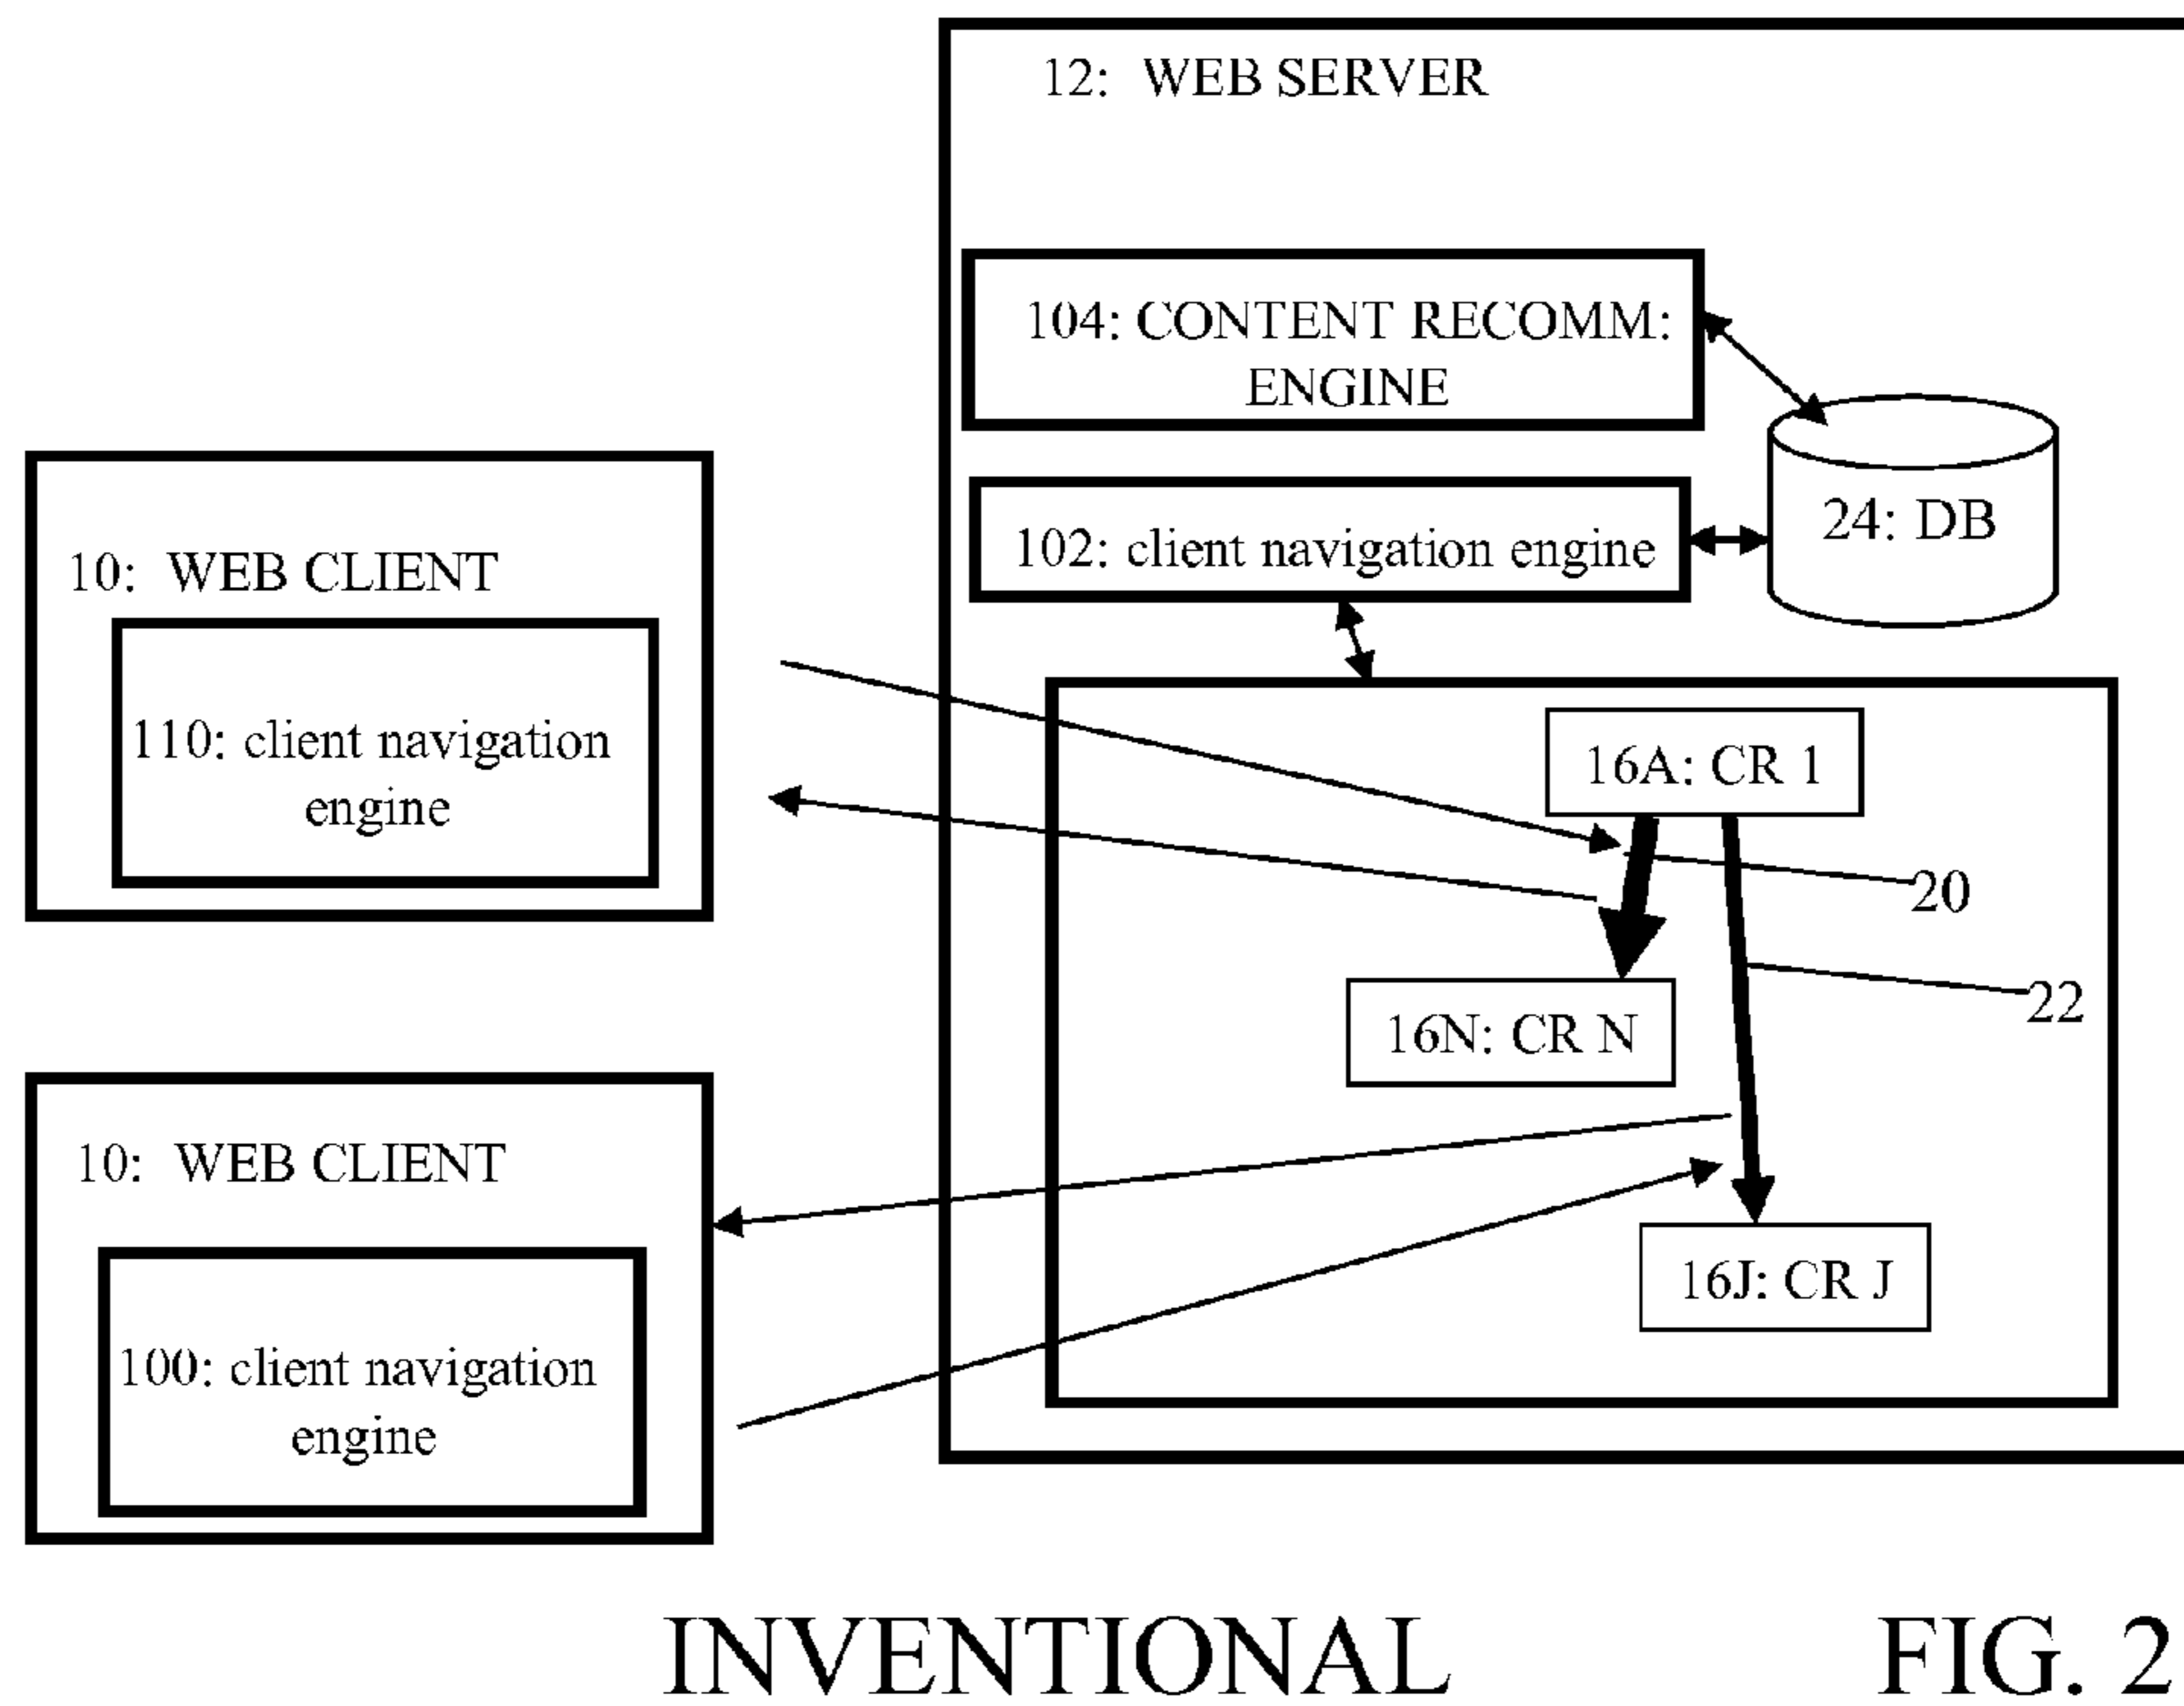 12: WEB SERVER
104: CONTENT RECOMM:
ENGINE
24: DB
102: client navigation engine
10: WEB CLIENT
110: client navigation
engine
16A: CR 1
20
22
16N: CR N
10: WEB CLIENT
100: client navigation
engine
16J: CR J
INVENTIONAL
FIG. 2